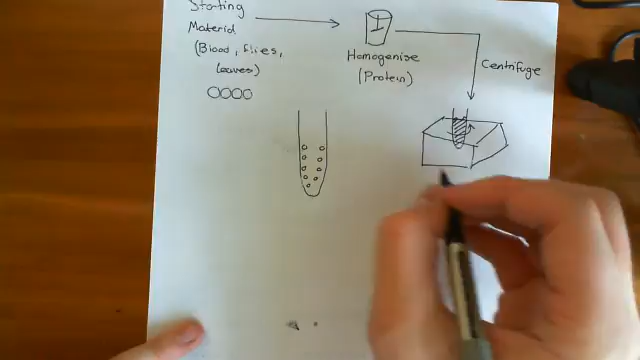 Starting
Material
(Blood, flies,
leaves)
Homogenise
(Protein)
Centrifuge